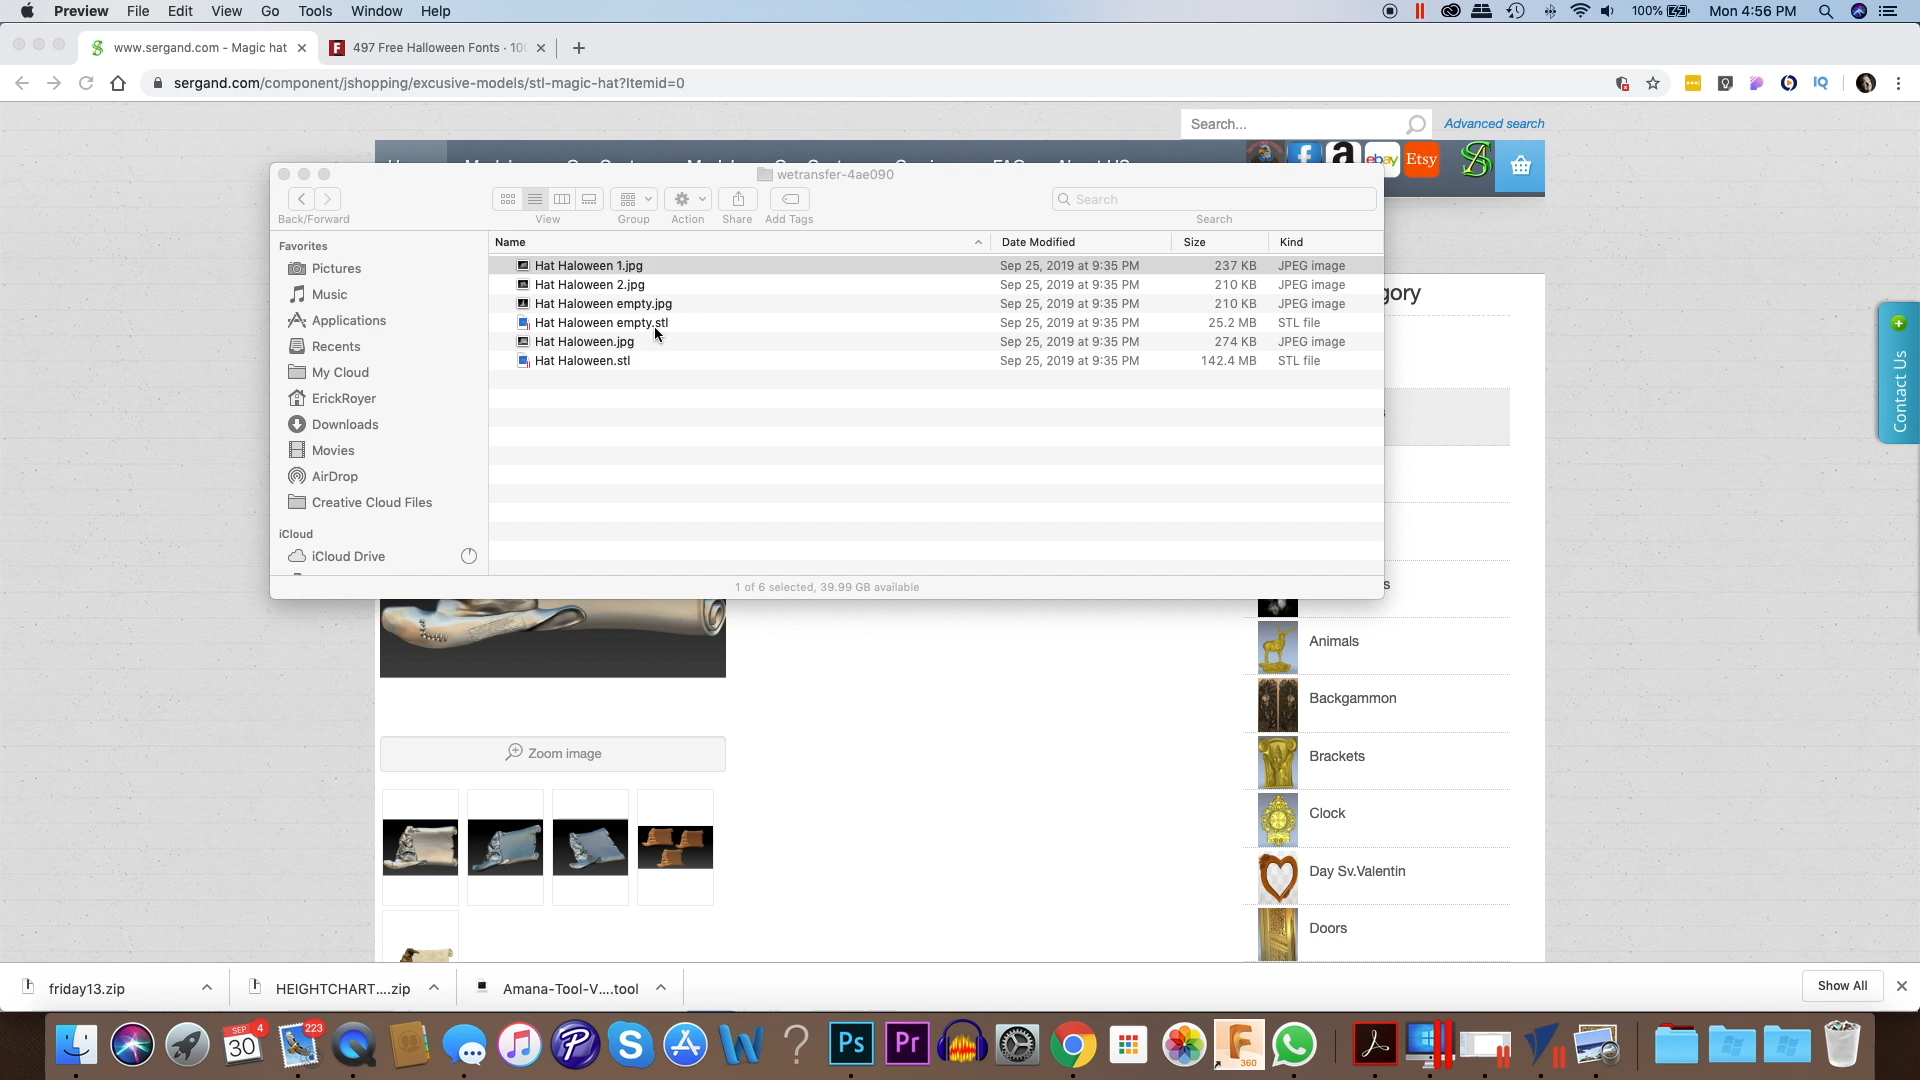 Preview File Edit View Go Tools Window Help
100% Mon 4:56 PM
www.sergand.com - Magic hat
497 Free Halloween Fonts · 10
sergand.com/component/jshopping/excusive-models/stl-magic-hat?Itemid=0
Search...
Advanced search
ebay
Etsy
wetransfer-4ae090
Search
Back/Forward View Group Action Share Add Tags Search
Favorites
Pictures
Music
Applications
Recents
My Cloud
ErickRoyer
Downloads
Movies
AirDrop
Creative Cloud Files
iCloud
iCloud Drive
Name Date Modified Size Kind
Hat Haloween 1.jpg Sep 25, 2019 at 9:35 PM 237 KB JPEG image
Hat Haloween 2.jpg Sep 25, 2019 at 9:35 PM 210 KB JPEG image
Hat Haloween empty.jpg Sep 25, 2019 at 9:35 PM 210 KB JPEG image
Hat Haloween empty.stl Sep 25, 2019 at 9:35 PM 25.2 MB STL file
Hat Haloween.jpg Sep 25, 2019 at 9:35 PM 274 KB JPEG image
Hat Haloween.stl Sep 25, 2019 at 9:35 PM 142.4 MB STL file
1 of 6 selected, 39.99 GB available
gory
Contact Us
s
Animals
Backgammon
Brackets
Clock
Day Sv.Valentin
Doors
Zoom image
friday13.zip
HEIGHTCHART....zip
Amana-Tool-V....tool
Show All
SEP
30
4
223
Ps
Pr
360